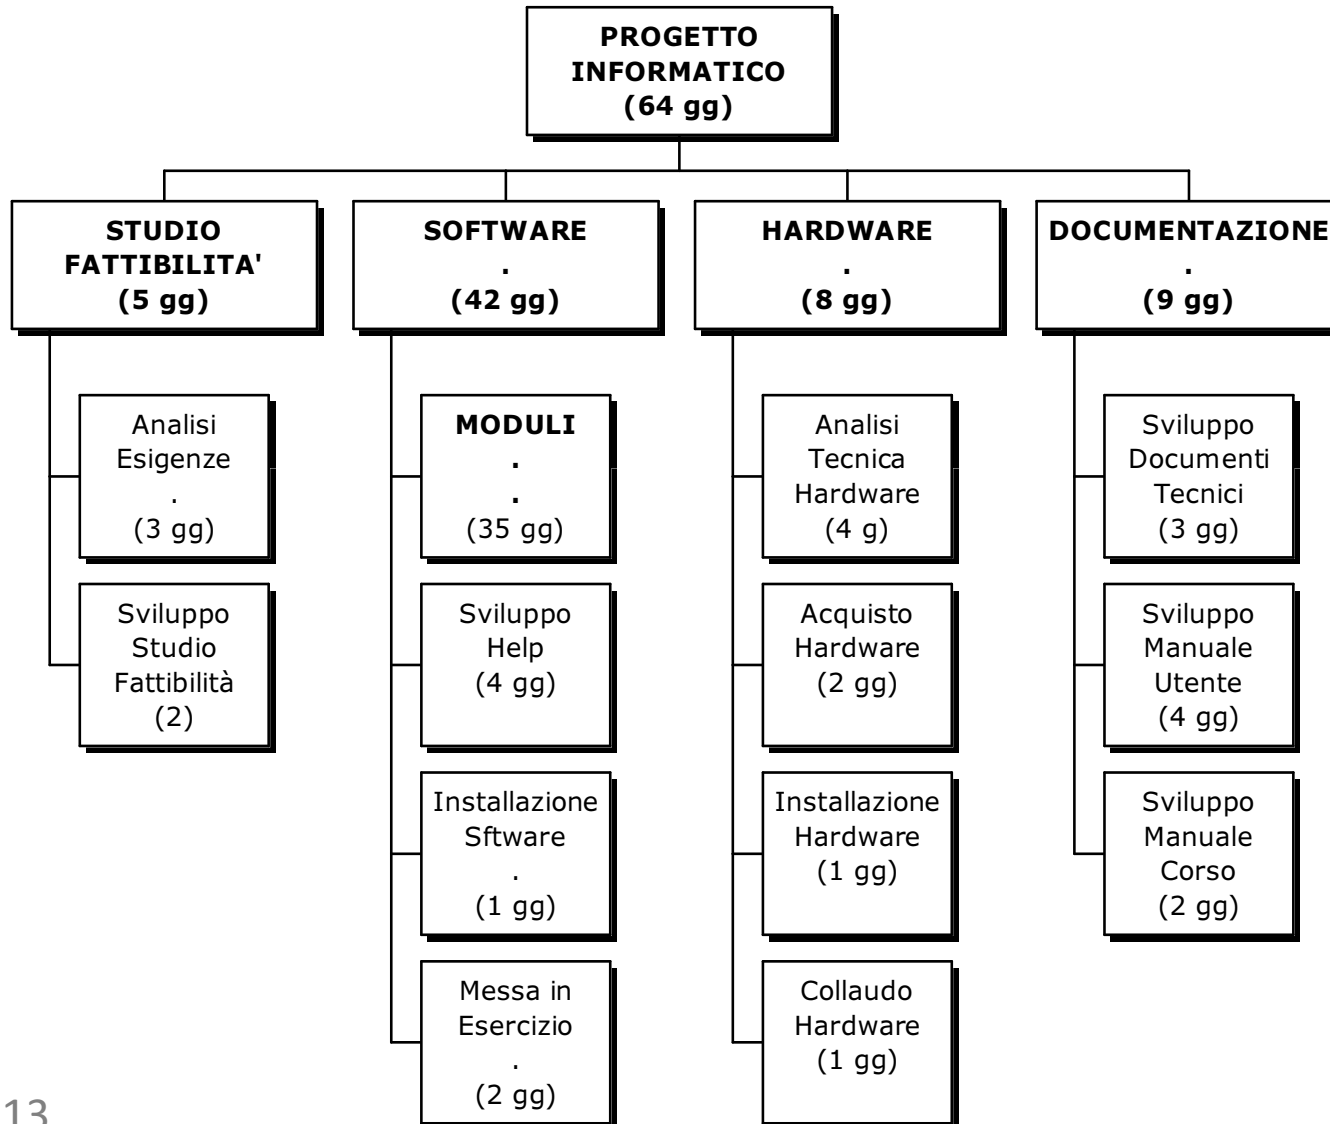 PROGETTO
INFORMATICO
(64 gg)
STUDIO
FATTIBILITA'
(5 gg)
SOFTWARE
.
(42 gg)
HARDWARE
.
(8 gg)
DOCUMENTAZIONE
.
(9 gg)
Analisi
Esigenze
.
(3 gg)
Sviluppo
Studio
Fattibilità
(2)
MODULI
.
.
(35 gg)
Sviluppo
Help
(4 gg)
Installazione
Sftware
.
(1 gg)
Messa in
Esercizio
.
(2 gg)
Analisi
Tecnica
Hardware
(4 g)
Acquisto
Hardware
(2 gg)
Installazione
Hardware
(1 gg)
Collaudo
Hardware
(1 gg)
Sviluppo
Documenti
Tecnici
(3 gg)
Sviluppo
Manuale
Utente
(4 gg)
Sviluppo
Manuale
Corso
(2 gg)
13